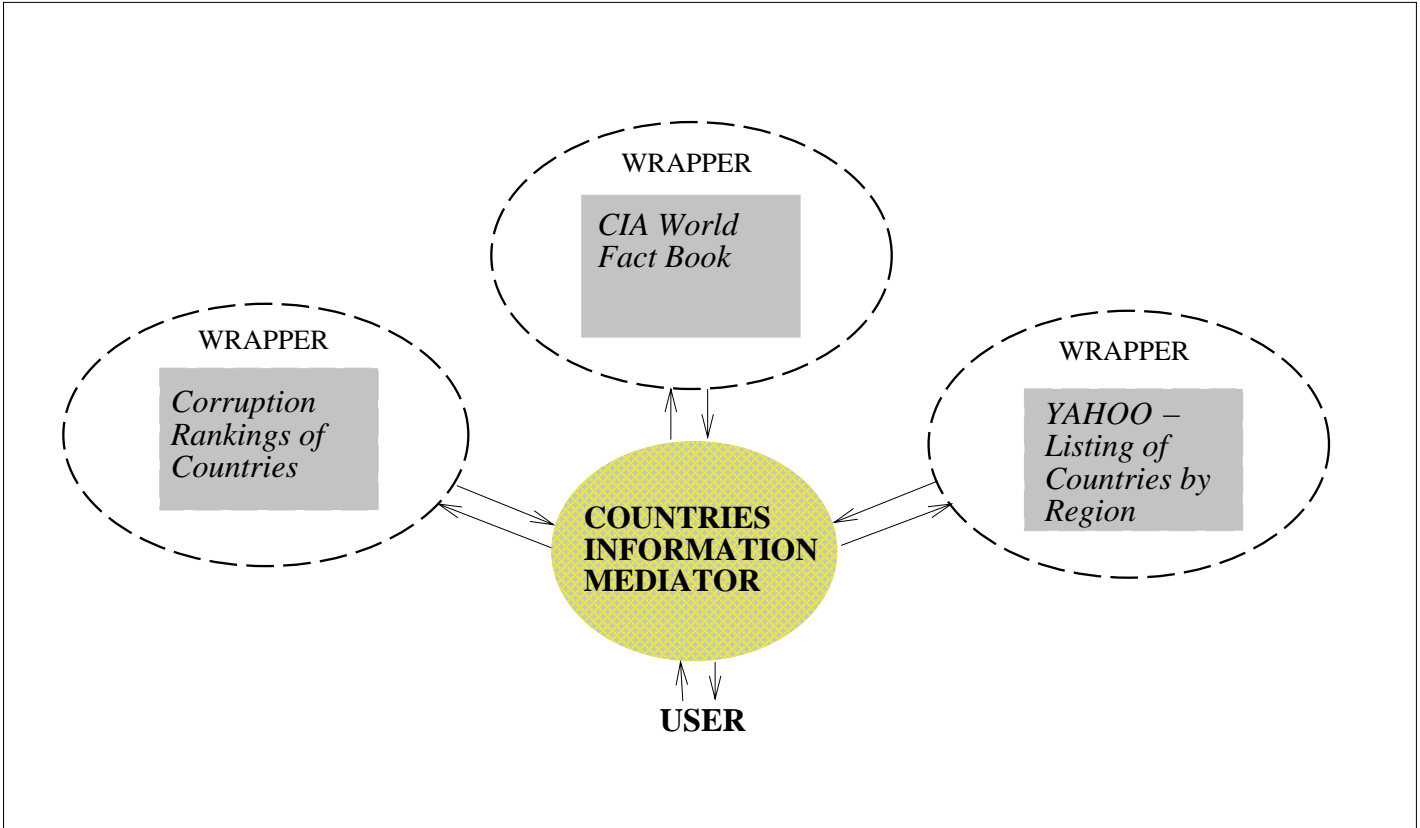 WRAPPER
CIA World
Fact Book
WRAPPER
Corruption
Rankings of
Countries
WRAPPER
YAHOO –
Listing of
Countries by
Region
COUNTRIES
INFORMATION
MEDIATOR
USER